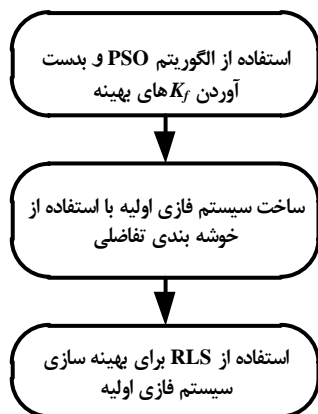 استفاده از الگوریتم PSO و بدست
آوردن Kfهای بهینه
ساخت سیستم فازی اولیه با استفاده از
خوشه بندی تفاضلی
استفاده از RLS برای بهینه سازی
سیستم فازی اولیه